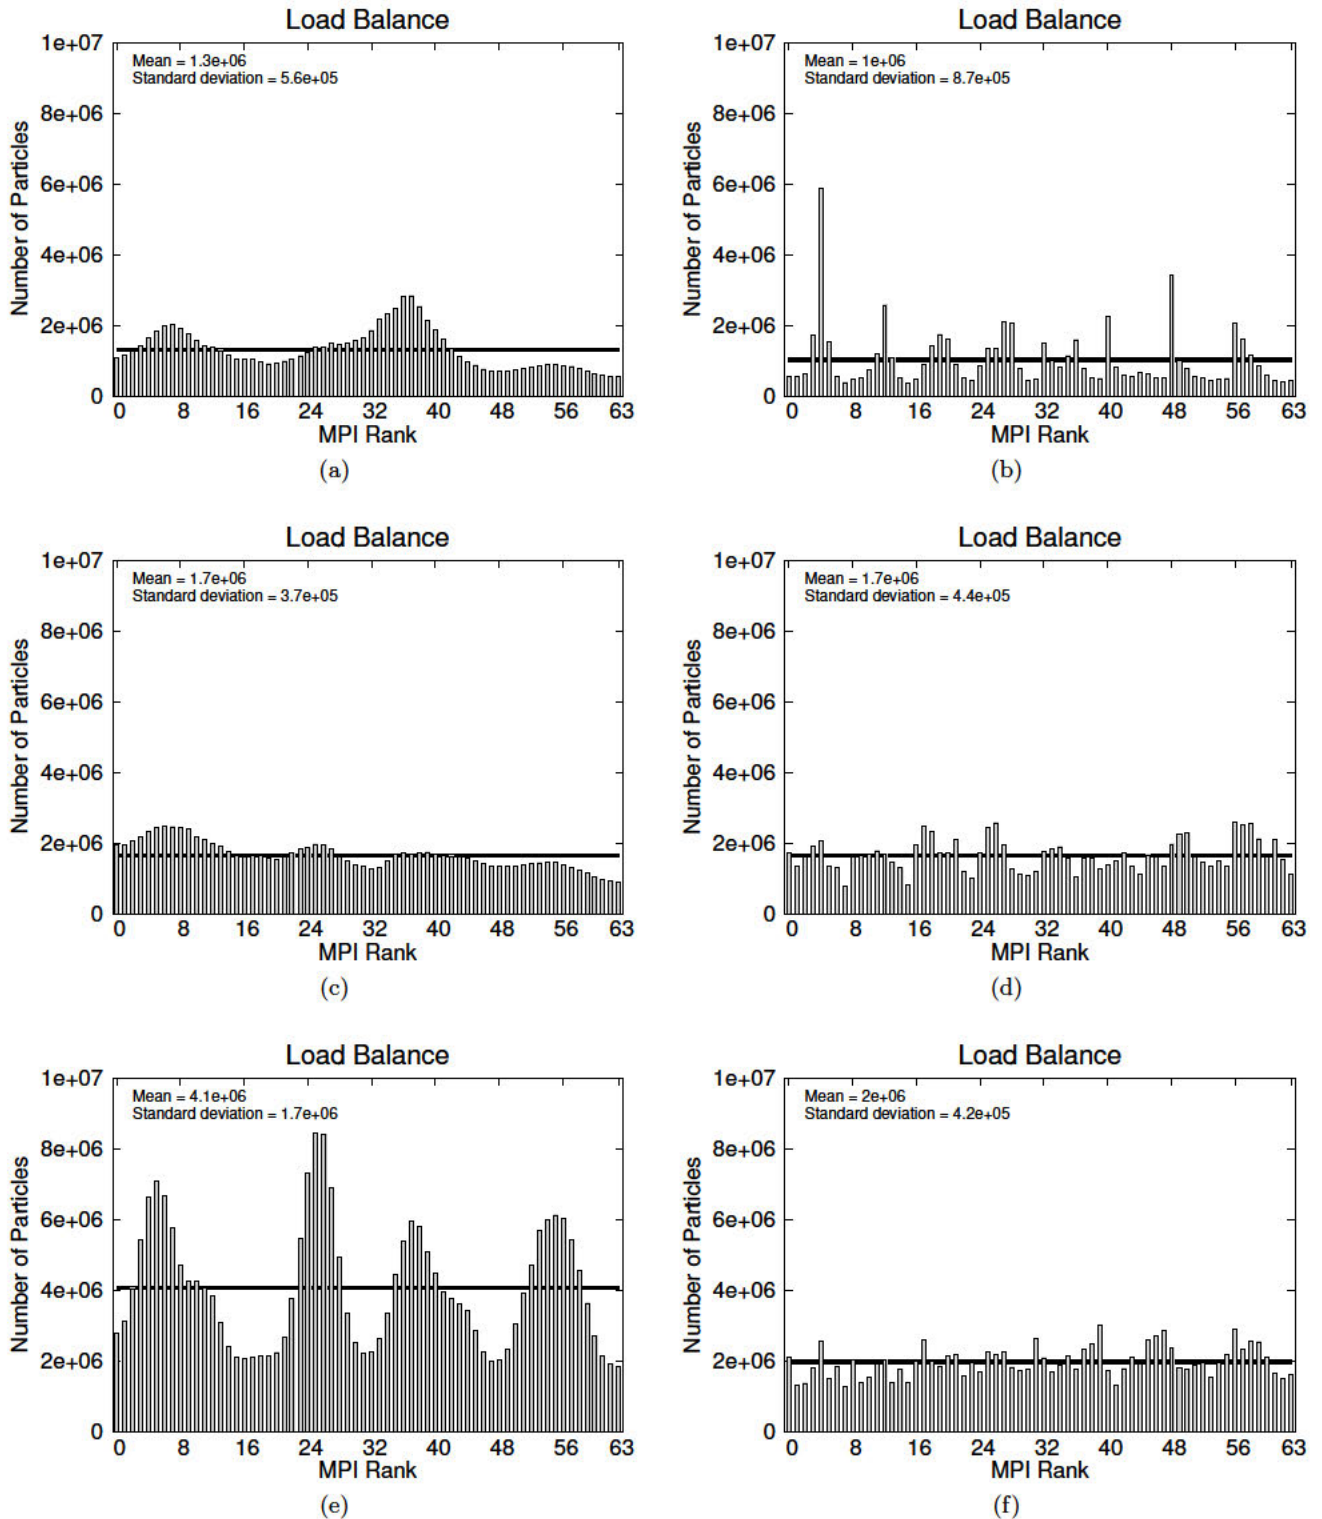 Load Balance
Mean = 1.3e+06
Standard deviation = 5.6e+05
1e+07
8e+06
6e+06
4e+06
2e+06
0
Number of Particles
0 8 16 24 32 40 48 56 63
MPI Rank
(a)
Load Balance
Mean = 1e+06
Standard deviation = 8.7e+05
1e+07
8e+06
6e+06
4e+06
2e+06
0
Number of Particles
0 8 16 24 32 40 48 56 63
MPI Rank
(b)
Load Balance
Mean = 1.7e+06
Standard deviation = 3.7e+05
1e+07
8e+06
6e+06
4e+06
2e+06
0
Number of Particles
0 8 16 24 32 40 48 56 63
MPI Rank
(c)
Load Balance
Mean = 1.7e+06
Standard deviation = 4.4e+05
1e+07
8e+06
6e+06
4e+06
2e+06
0
Number of Particles
0 8 16 24 32 40 48 56 63
MPI Rank
(d)
Load Balance
Mean = 4.1e+06
Standard deviation = 1.7e+06
1e+07
8e+06
6e+06
4e+06
2e+06
0
Number of Particles
0 8 16 24 32 40 48 56 63
MPI Rank
(e)
Load Balance
Mean = 2e+06
Standard deviation = 4.2e+05
1e+07
8e+06
6e+06
4e+06
2e+06
0
Number of Particles
0 8 16 24 32 40 48 56 63
MPI Rank
(f)